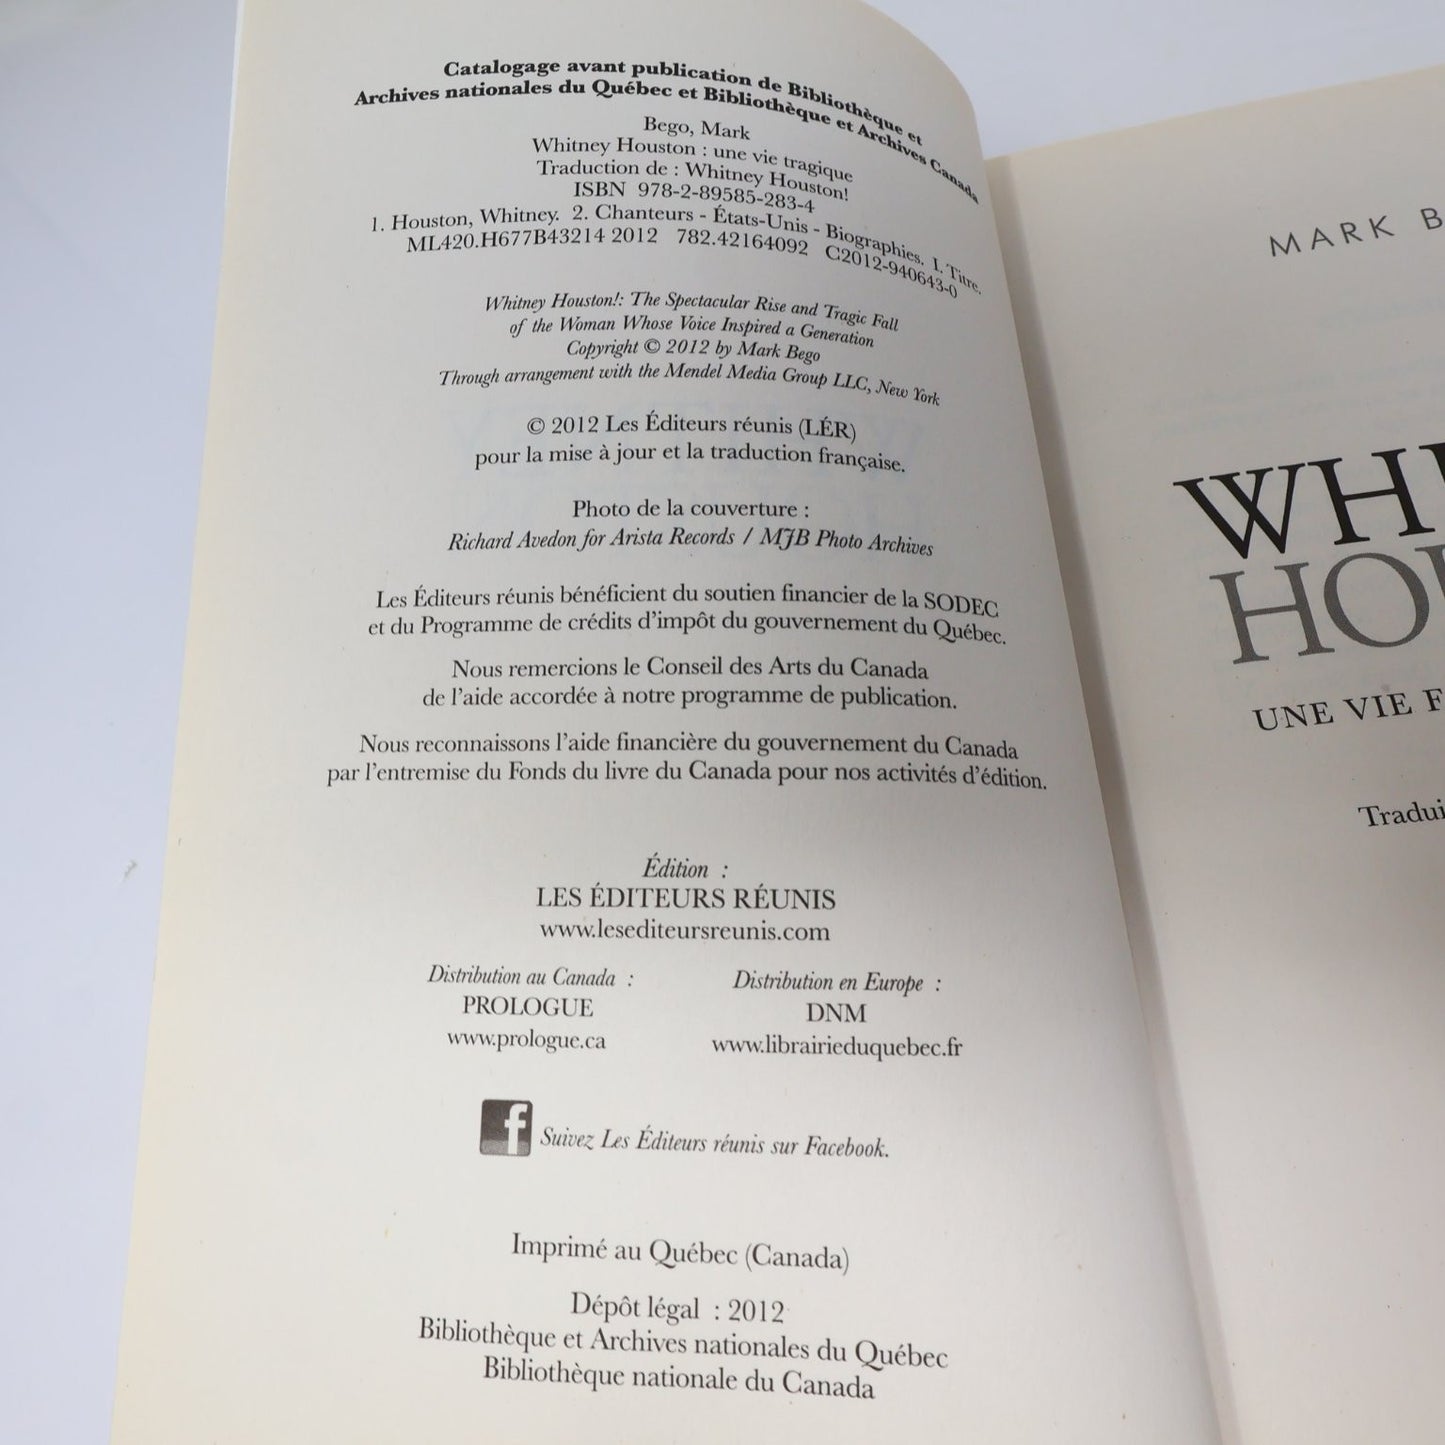 Catalogage avant publication de Bibliothèque et
Archives nationales du Québec et Bibliothèque et Archives Canada
Bego, Mark
Whitney Houston : une vie tragique
Traduction de : Whitney Houston!
ISBN 978-2-89585-283-4
1. Houston, Whitney. 2. Chanteurs - États-Unis - Biographies. I. Titre.
ML420.H677B43214 2012 782.42164092 C2012-940643-0
Whitney Houston!: The Spectacular Rise and Tragic Fall
of the Woman Whose Voice Inspired a Generation
Copyright © 2012 by Mark Bego
Through arrangement with the Mendel Media Group LLC, New York
© 2012 Les Éditeurs réunis (LÉR)
pour la mise à jour et la traduction française.
Photo de la couverture :
Richard Avedon for Arista Records / MJB Photo Archives
Les Éditeurs réunis bénéficient du soutien financier de la SODEC
et du Programme de crédits d'impôt du gouvernement du Québec.
Nous remercions le Conseil des Arts du Canada
de l'aide accordée à notre programme de publication.
Nous reconnaissons l'aide financière du gouvernement du Canada
par l'entremise du Fonds du livre du Canada pour nos activités d'édition.
Édition :
LES ÉDITEURS RÉUNIS
www.lesediteursreunis.com
Distribution au Canada :
PROLOGUE
www.prologue.ca
Distribution en Europe :
DNM
www.librairieduquebec.fr
f Suivez Les Éditeurs réunis sur Facebook.
Imprimé au Québec (Canada)
Dépôt légal : 2012
Bibliothèque et Archives nationales du Québec
Bibliothèque nationale du Canada
MARK B
WHI
HOU
UNE VIE F
Tradui